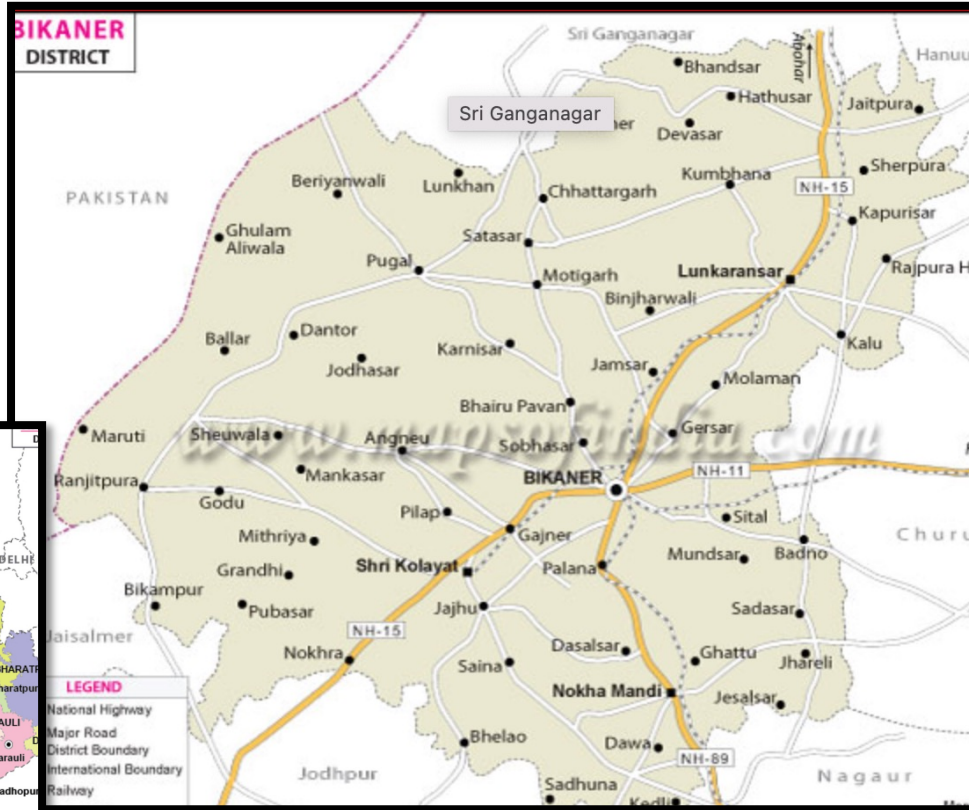 BIKANER
DISTRICT
Sri Ganganagar
Abohar
Bhandsar
Hathusar
Jaitpura
Sri Ganganagar
Devasar
Sherpura
Kumbhana
NH-15
Beriyanwali
Lunkhan
Chhattargarh
PAKISTAN
Kapurisar
Ghulam
Aliwala
Satasar
Pugal
Motigarh
Lunkaransar
Rajpura H
Binjharwali
Ballar
Dantor
Karnisar
Kalu
Jodhasar
Jamsar
Molaman
Bhairu Pavan
www.mapsofindia.com
Maruti
Sheuwala
Angneu
Sobhasar
Gersar
Ranjitpura
Mankasar
BIKANER
NH-11
Godu
Pilap
Sital
Mithriya
Gajner
Churu
Mundsar
Badno
Grandhi
Shri Kolayat
Palana
Bikampur
Pubasar
Jajhu
Sadasar
Jaisalmer
NH-15
Nokhra
Saina
Dasalsar
Ghattu
Jhareli
Nokha Mandi
Jesalsar
LEGEND
National Highway
Major Road
District Boundary
International Boundary
Railway
Bhelao
Dawa
NH-89
Jodhpur
Nagaur
Sadhuna
DELHI